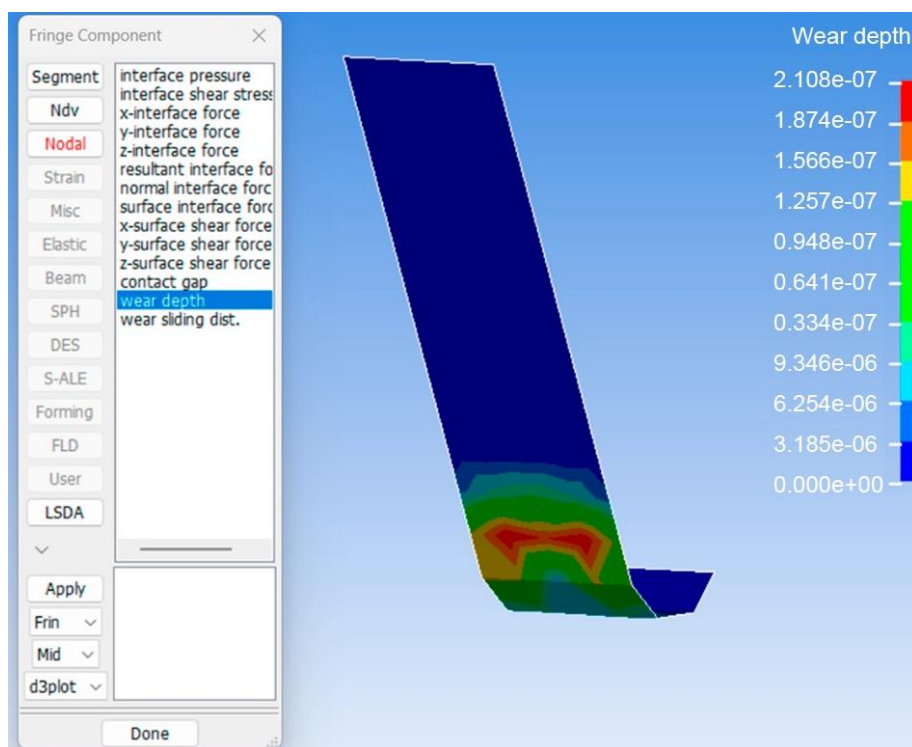 Fringe Component
Segment
Ndv
Nodal
Strain
Misc
Elastic
Beam
SPH
DES
S-ALE
Forming
FLD
User
LSDA
Apply
Frin
Mid
d3plot
interface pressure
interface shear stress
x-interface force
y-interface force
z-interface force
resultant interface fo
normal interface forc
surface interface forc
x-surface shear force
y-surface shear force
z-surface shear force
contact gap
wear depth
wear sliding dist.
Done
Wear depth
2.108e-07
1.874e-07
1.566e-07
1.257e-07
0.948e-07
0.641e-07
0.334e-07
9.346e-06
6.254e-06
3.185e-06
0.000e+00